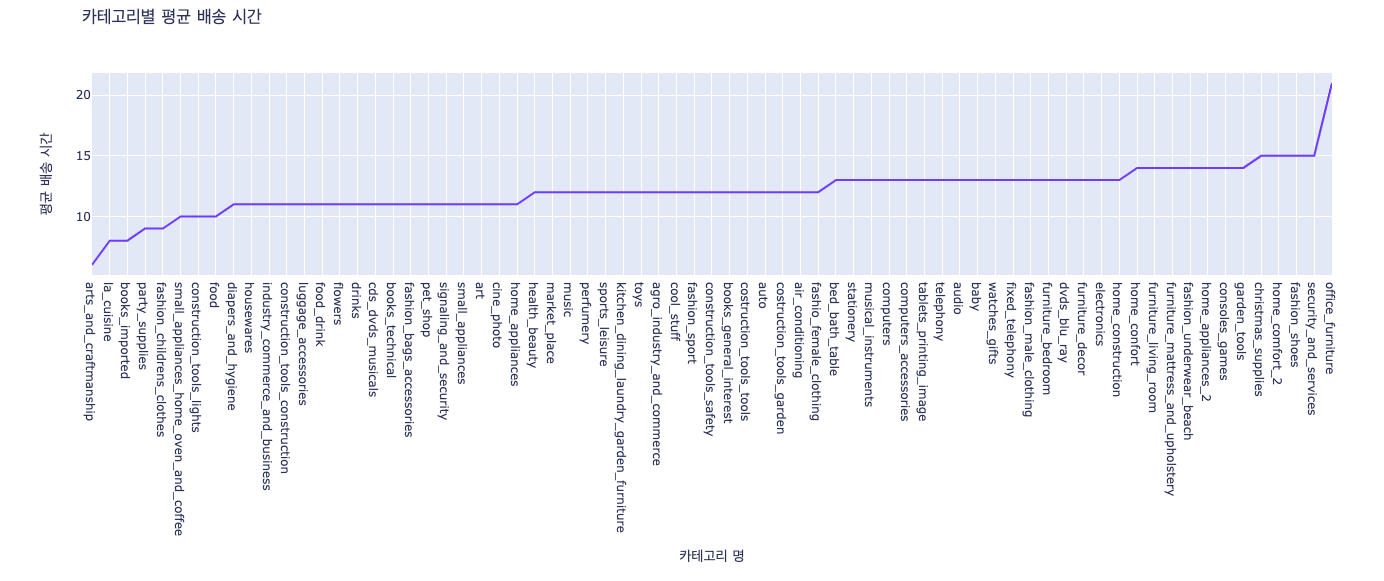 카테고리별 평균 배송 시간
평균 배송 시간
20
15
10
arts_and_craftmanship
la_cuisine
books_imported
party_supplies
fashion_childrens_clothes
small_appliances_home_oven_and_coffee
construction_tools_lights
food
diapers_and_hygiene
housewares
industry_commerce_and_business
construction_tools_construction
luggage_accessories
food_drink
flowers
drinks
cds_dvds_musicals
books_technical
fashion_bags_accessories
pet_shop
signaling_and_security
small_appliances
art
cine_photo
home_appliances
health_beauty
market_place
music
perfumery
sports_leisure
kitchen_dining_laundry_garden_furniture
toys
agro_industry_and_commerce
cool_stuff
fashion_sport
construction_tools_safety
books_general_interest
costruction_tools_tools
auto
costruction_tools_garden
air_conditioning
fashio_female_clothing
bed_bath_table
stationery
musical_instruments
computers
computers_accessories
tablets_printing_image
telephony
audio
baby
watches_gifts
fixed_telephony
fashion_male_clothing
furniture_bedroom
dvds_blu_ray
furniture_decor
electronics
home_construction
home_confort
furniture_living_room
furniture_mattress_and_upholstery
fashion_underwear_beach
home_appliances_2
consoles_games
garden_tools
christmas_supplies
home_comfort_2
fashion_shoes
security_and_services
office_furniture
카테고리 명